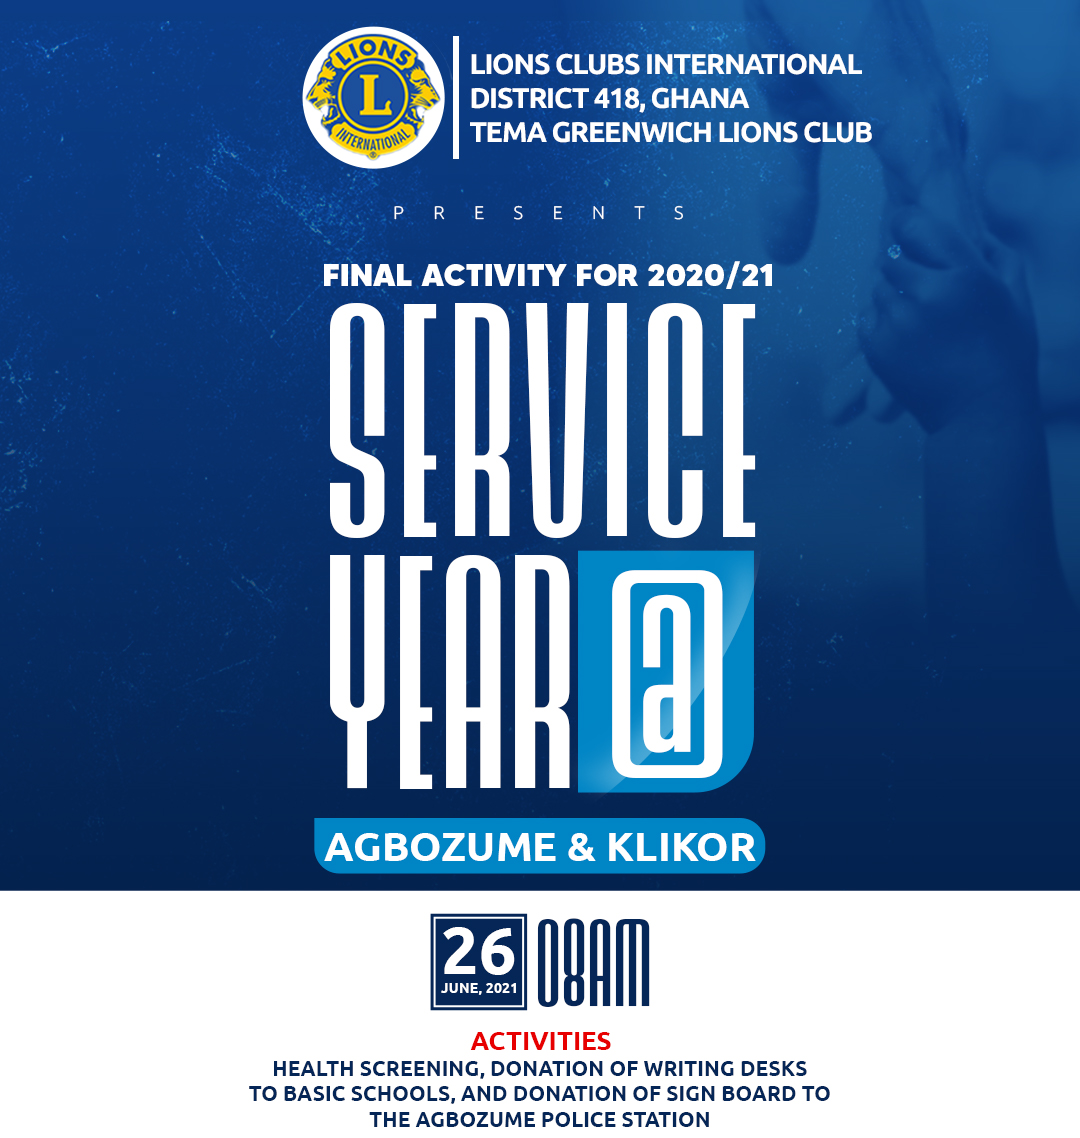 LIONS
L
INTERNATIONAL
®
LIONS CLUBS INTERNATIONAL
DISTRICT 418, GHANA
TEMA GREENWICH LIONS CLUB
PRESENTS
FINAL ACTIVITY FOR 2020/21
SERVICE
YEAR @
AGBOZUME & KLIKOR
26
JUNE, 2021
08AM
ACTIVITIES
HEALTH SCREENING, DONATION OF WRITING DESKS
TO BASIC SCHOOLS, AND DONATION OF SIGN BOARD TO
THE AGBOZUME POLICE STATION